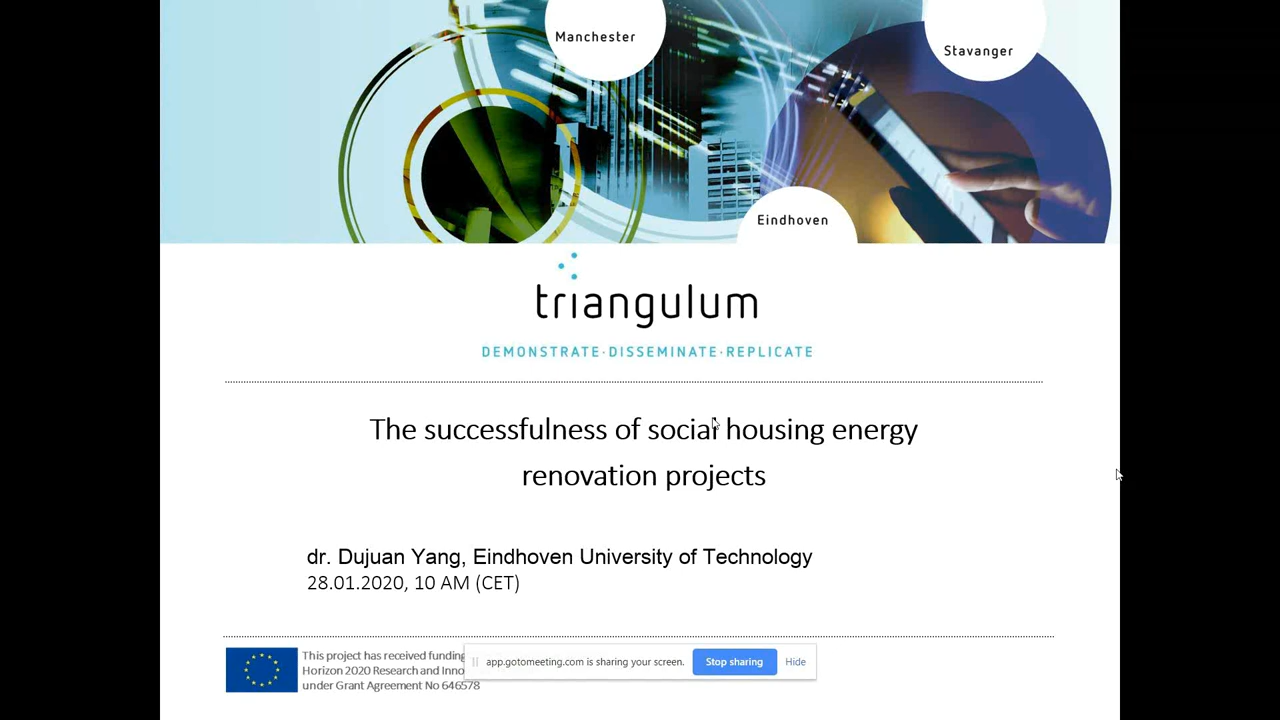 Manchester
Stavanger
Eindhoven
triangulum
DEMONSTRATE·DISSEMINATE·REPLICATE
The successfulness of social housing energy
renovation projects
dr. Dujuan Yang, Eindhoven University of Technology
28.01.2020, 10 AM (CET)
This project has received funding
Horizon 2020 Research and Inno
under Grant Agreement No 646578
app.gotomeeting.com is sharing your screen. Stop sharing Hide